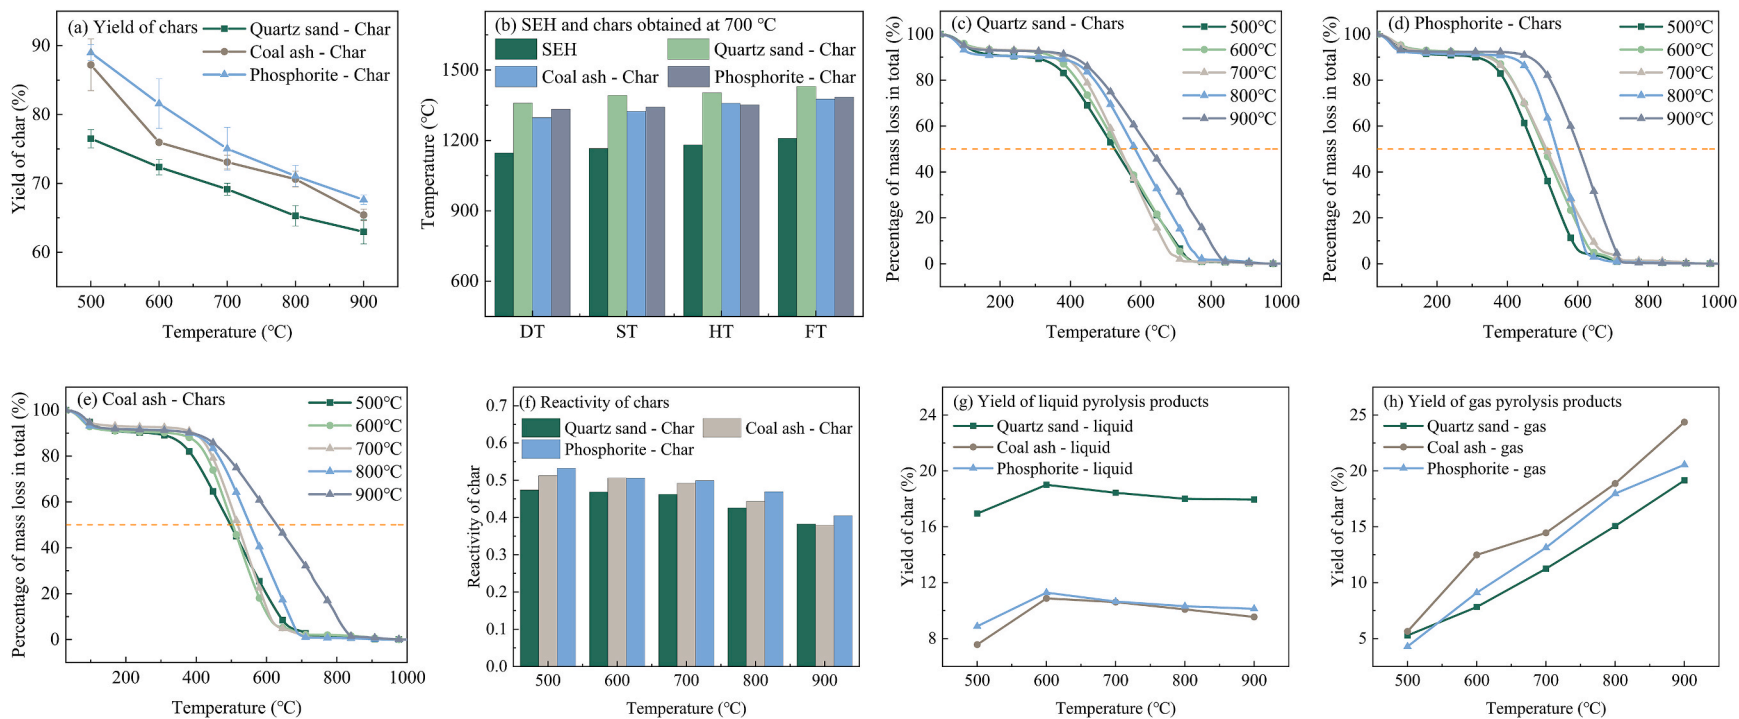 (a) Yield of chars
Quartz sand - Char
Coal ash - Char
Phosphorite - Char
Yield of char (%)
90
80
70
60
500 600 700 800 900
Temperature (℃)
(b) SEH and chars obtained at 700 ℃
SEH Quartz sand - Char
Coal ash - Char Phosphorite - Char
Temperature (℃)
1500
1200
900
600
DT ST HT FT
(c) Quartz sand - Chars
500℃
600℃
700℃
800℃
900℃
Percentage of mass loss in total (%)
100
80
60
40
20
0
200 400 600 800 1000
Temperature (℃)
(d) Phosphorite - Chars
500℃
600℃
700℃
800℃
900℃
Percentage of mass loss in total (%)
100
80
60
40
20
0
200 400 600 800 1000
Temperature (℃)
(e) Coal ash - Chars
500℃
600℃
700℃
800℃
900℃
Percentage of mass loss in total (%)
100
80
60
40
20
0
200 400 600 800 1000
Temperature (℃)
(f) Reactivity of chars
Quartz sand - Char Coal ash - Char
Phosphorite - Char
Reactivity of char
0.7
0.6
0.5
0.4
0.3
0.2
0.1
0.0
500 600 700 800 900
Temperature (℃)
(g) Yield of liquid pyrolysis products
Quartz sand - liquid
Coal ash - liquid
Phosphorite - liquid
Yield of char (%)
24
20
16
12
8
500 600 700 800 900
Temperature (℃)
(h) Yield of gas pyrolysis products
Quartz sand - gas
Coal ash - gas
Phosphorite - gas
Yield of char (%)
25
20
15
10
5
500 600 700 800 900
Temperature (℃)